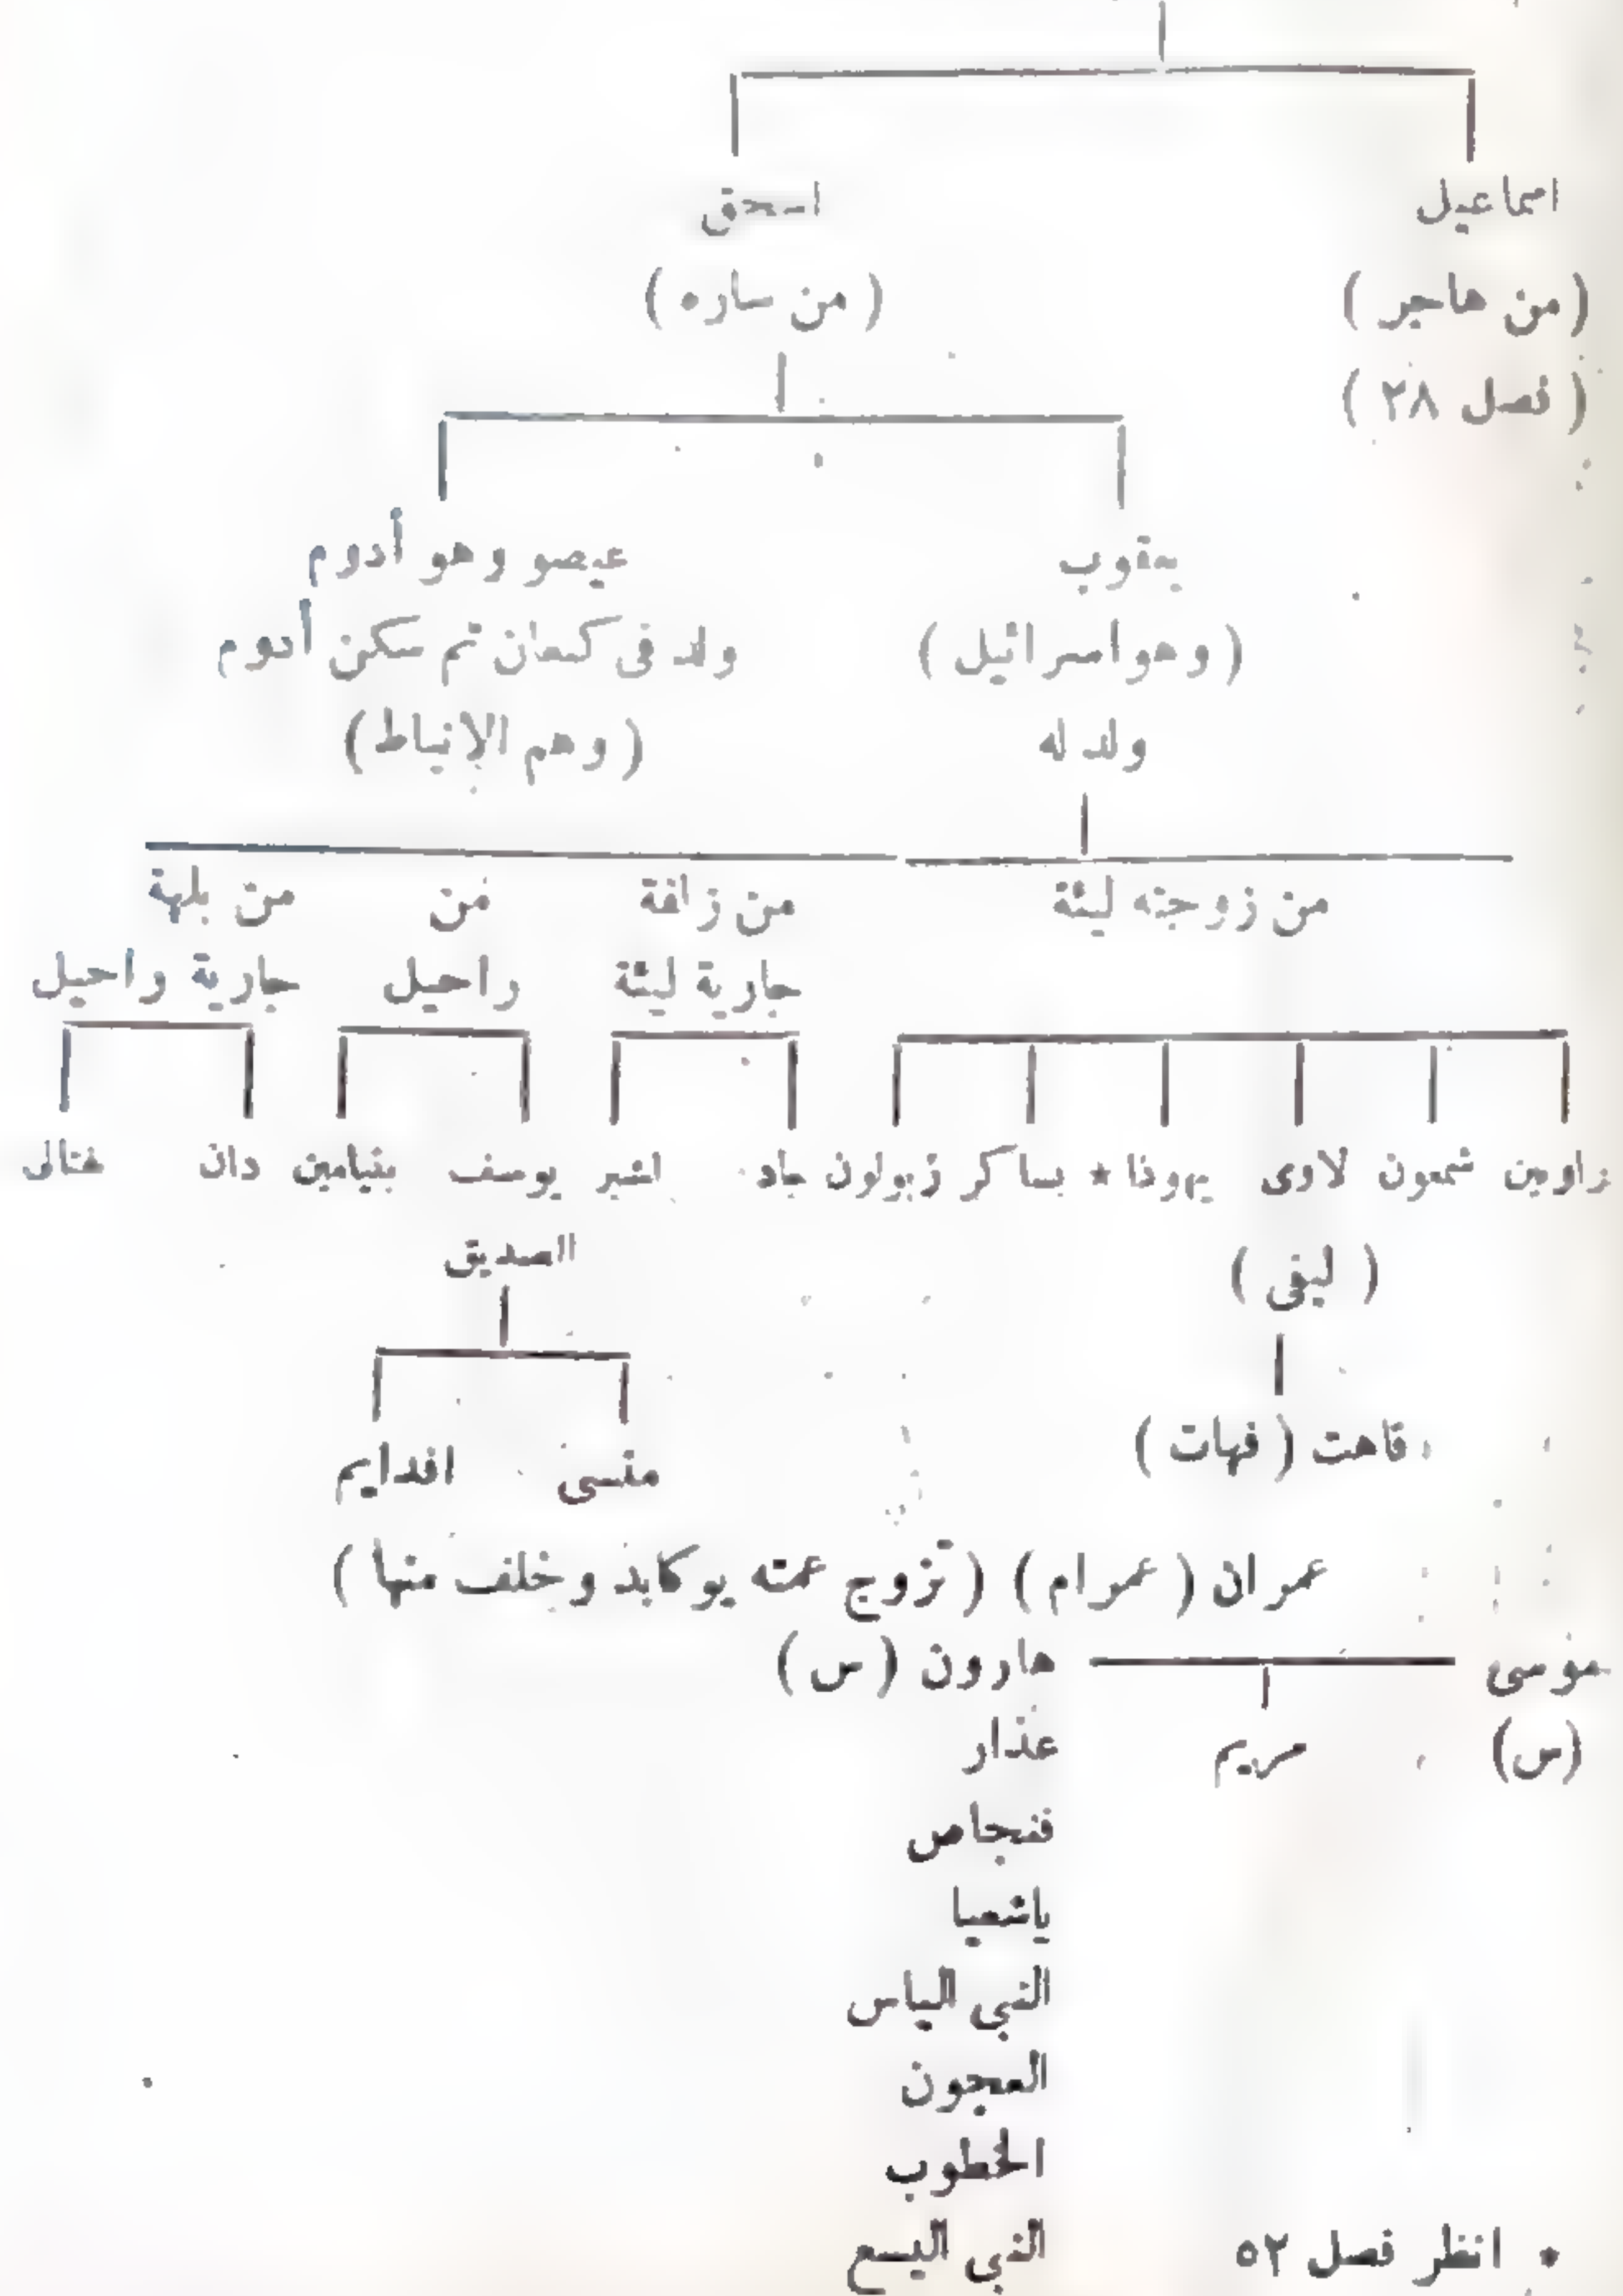 اسماعيل اسحق
( من هاجر ) ( من ساره )
( فصل ٢٨ )
يعقوب عيصو وهو أدوم
( وهو اسرائيل ) ولد فى كنعان ثم سكن أدوم
ولد له ( وهم الانباط )
من زوجته ليئة من زلفة من من بلهة
جارية ليئة راحيل جارية راحيل
راوبين شمعون لاوى يهوذا * يساكر زبولون جاد اشير يوسف بنيامين دان
( ليفى ) الصديق
قاهت ( قهات ) منسى افدايم
عمران ( عمرام ) ( تزوج عمته يوكابد وخلف منها )
موسى هارون ( س )
(س) مريم عذار
فنحاص
ياشعيا
النبي الياس
العجون
الخطوب
* انظر فصل ٥٢ النبي اليسع